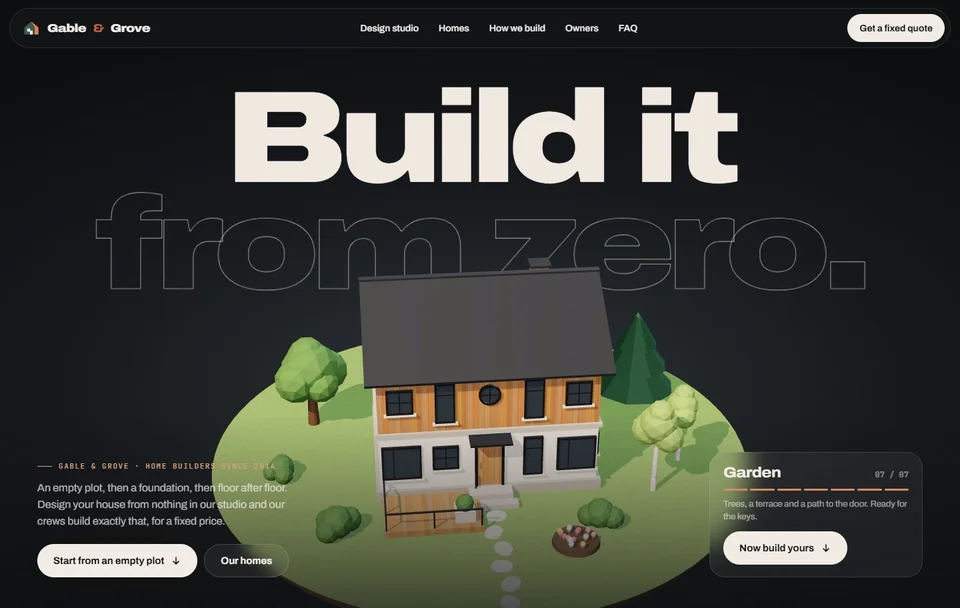 Gable & Grove
Design studio
Homes
How we build
Owners
FAQ
Get a fixed quote
Build it
from zero.
GABLE & GROVE · HOME BUILDERS SINCE 2014
An empty plot, then a foundation, then floor after floor.
Design your house from nothing in our studio and our
crews build exactly that, for a fixed price.
Start from an empty plot ↓
Our homes
Garden
07 / 07
Trees, a terrace and a path to the door. Ready for
the keys.
Now build yours ↓